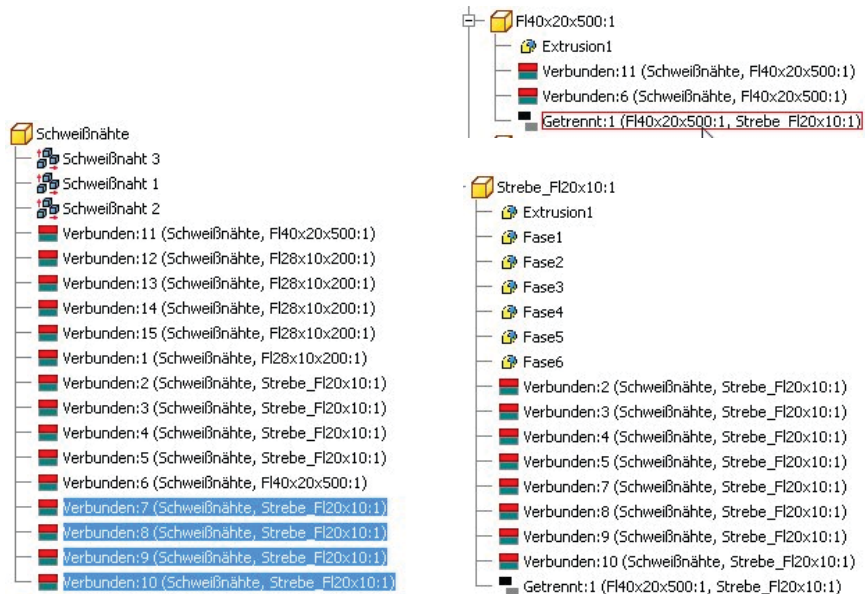 Schweißnähte
Schweißnaht 3
Schweißnaht 1
Schweißnaht 2
Verbunden:11 (Schweißnähte, Fl40x20x500:1)
Verbunden:12 (Schweißnähte, Fl28x10x200:1)
Verbunden:13 (Schweißnähte, Fl28x10x200:1)
Verbunden:14 (Schweißnähte, Fl28x10x200:1)
Verbunden:15 (Schweißnähte, Fl28x10x200:1)
Verbunden:1 (Schweißnähte, Fl28x10x200:1)
Verbunden:2 (Schweißnähte, Strebe_Fl20x10:1)
Verbunden:3 (Schweißnähte, Strebe_Fl20x10:1)
Verbunden:4 (Schweißnähte, Strebe_Fl20x10:1)
Verbunden:5 (Schweißnähte, Strebe_Fl20x10:1)
Verbunden:6 (Schweißnähte, Fl40x20x500:1)
Verbunden:7 (Schweißnähte, Strebe_Fl20x10:1)
Verbunden:8 (Schweißnähte, Strebe_Fl20x10:1)
Verbunden:9 (Schweißnähte, Strebe_Fl20x10:1)
Verbunden:10 (Schweißnähte, Strebe_Fl20x10:1)
Fl40x20x500:1
Extrusion1
Verbunden:11 (Schweißnähte, Fl40x20x500:1)
Verbunden:6 (Schweißnähte, Fl40x20x500:1)
Getrennt:1 (Fl40x20x500:1, Strebe_Fl20x10:1)
Strebe_Fl20x10:1
Extrusion1
Fase1
Fase2
Fase3
Fase4
Fase5
Fase6
Verbunden:2 (Schweißnähte, Strebe_Fl20x10:1)
Verbunden:3 (Schweißnähte, Strebe_Fl20x10:1)
Verbunden:4 (Schweißnähte, Strebe_Fl20x10:1)
Verbunden:5 (Schweißnähte, Strebe_Fl20x10:1)
Verbunden:7 (Schweißnähte, Strebe_Fl20x10:1)
Verbunden:8 (Schweißnähte, Strebe_Fl20x10:1)
Verbunden:9 (Schweißnähte, Strebe_Fl20x10:1)
Verbunden:10 (Schweißnähte, Strebe_Fl20x10:1)
Getrennt:1 (Fl40x20x500:1, Strebe_Fl20x10:1)